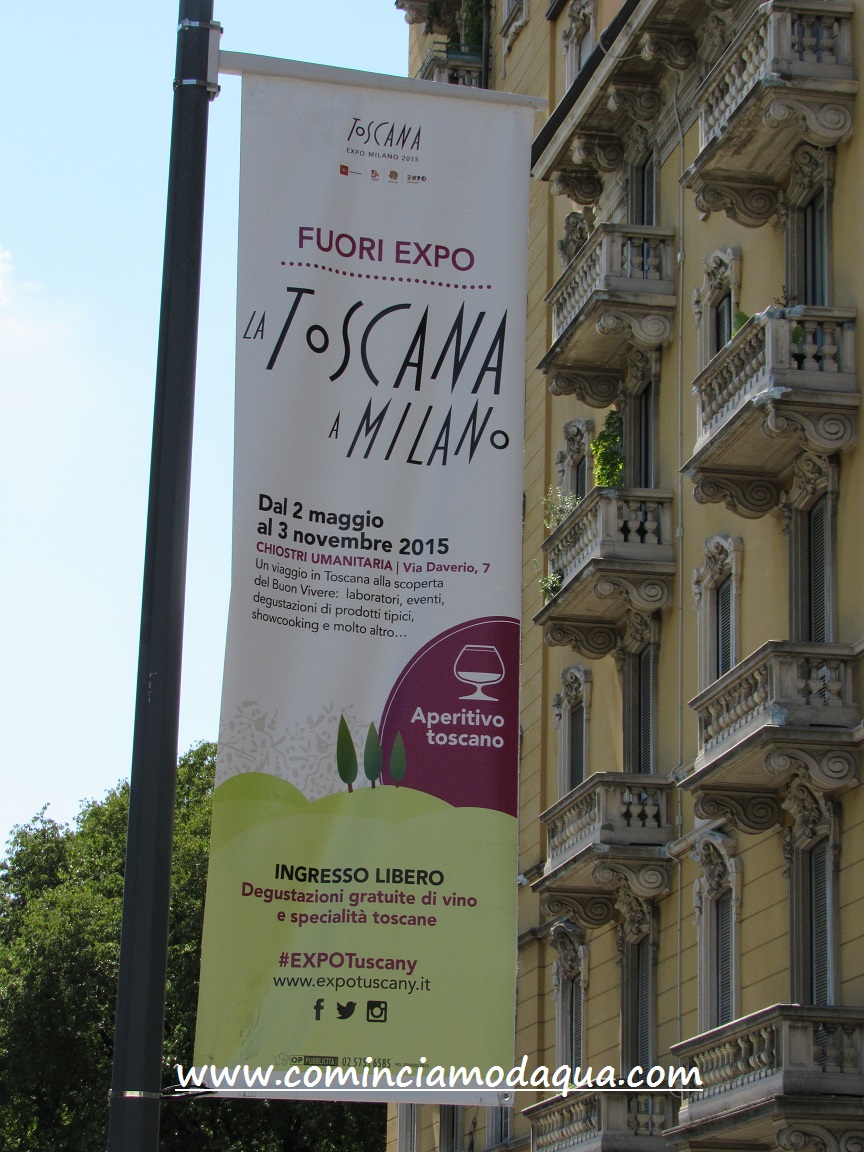 ToSCANA
EXPO MILANO 2015
FUORI EXPO
LA ToSCANA
A MILANo
Dal 2 maggio
al 3 novembre 2015
CHIOSTRI UMANITARIA | Via Daverio, 7
Un viaggio in Toscana alla scoperta
del Buon Vivere: laboratori, eventi,
degustazioni di prodotti tipici,
showcooking e molto altro...
Aperitivo
toscano
INGRESSO LIBERO
Degustazioni gratuite di vino
e specialità toscane
#EXPOTuscany
www.expotuscany.it
OP PUBBLICITÀ
www.cominciamodaqua.com